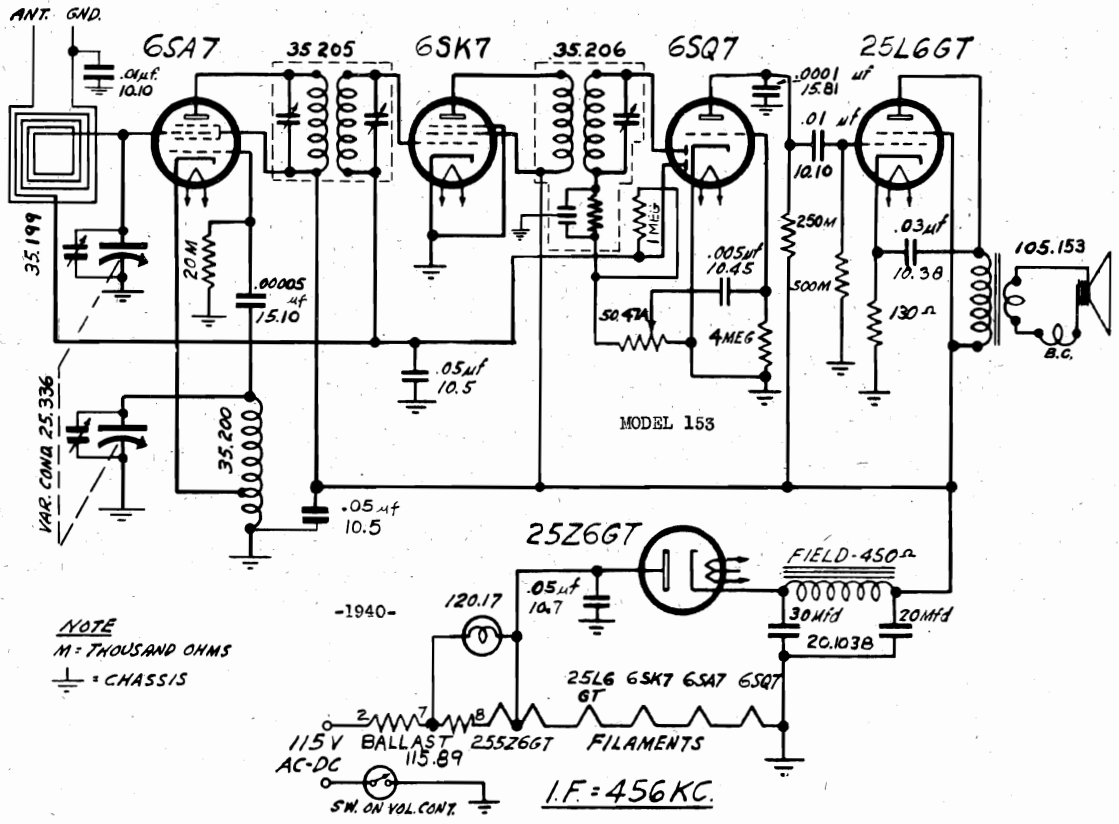 ANT. GND.
6SA7
35.205
6SK7
35.206
6SQ7
25L6GT
.01μf.
10.10
.0001 μf
15.81
.01 μf
10.10
35.199
20M
.00005
μf
15.10
1 MEG
.005μf
10.45
250M
500M
.03μf
10.38
105.153
50.47A
4MEG
130Ω
B.C.
.05μf
10.5
MODEL 153
VAR. COND. 25.336
35.200
.05μf
10.5
25Z6GT
FIELD-450Ω
.05μf
10.7
30Mfd
20Mfd
20.103B
-1940-
120.17
NOTE
M = THOUSAND OHMS
= CHASSIS
25L6
GT
6SK7 6SA7 6SQ7
2
7
8
115V
AC-DC
BALLAST
115.89
255Z6GT
FILAMENTS
SW. ON VOL. CONT.
I.F. = 456 KC.